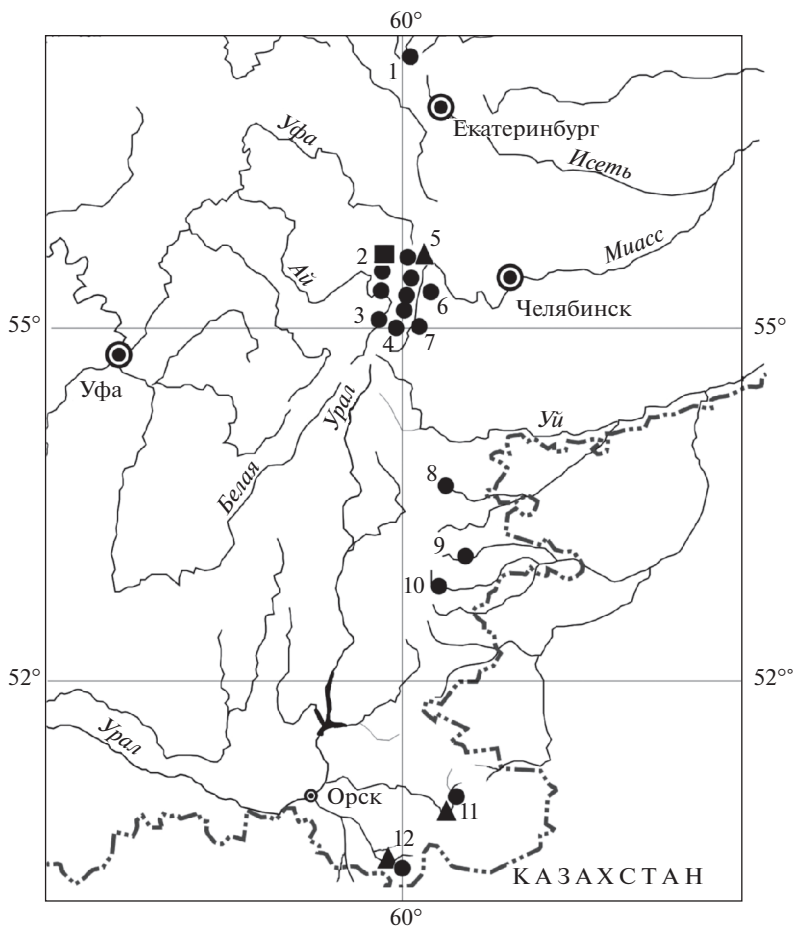 60°
1
Екатеринбург
Уфа
Исеть
5
2
Миасс
Ай
6
Челябинск
3
4
7
55°
55°
Уфа
Урал
Уй
Белая
8
9
10
52°
52°°
Урал
Орск
11
12
КАЗАХСТАН
60°